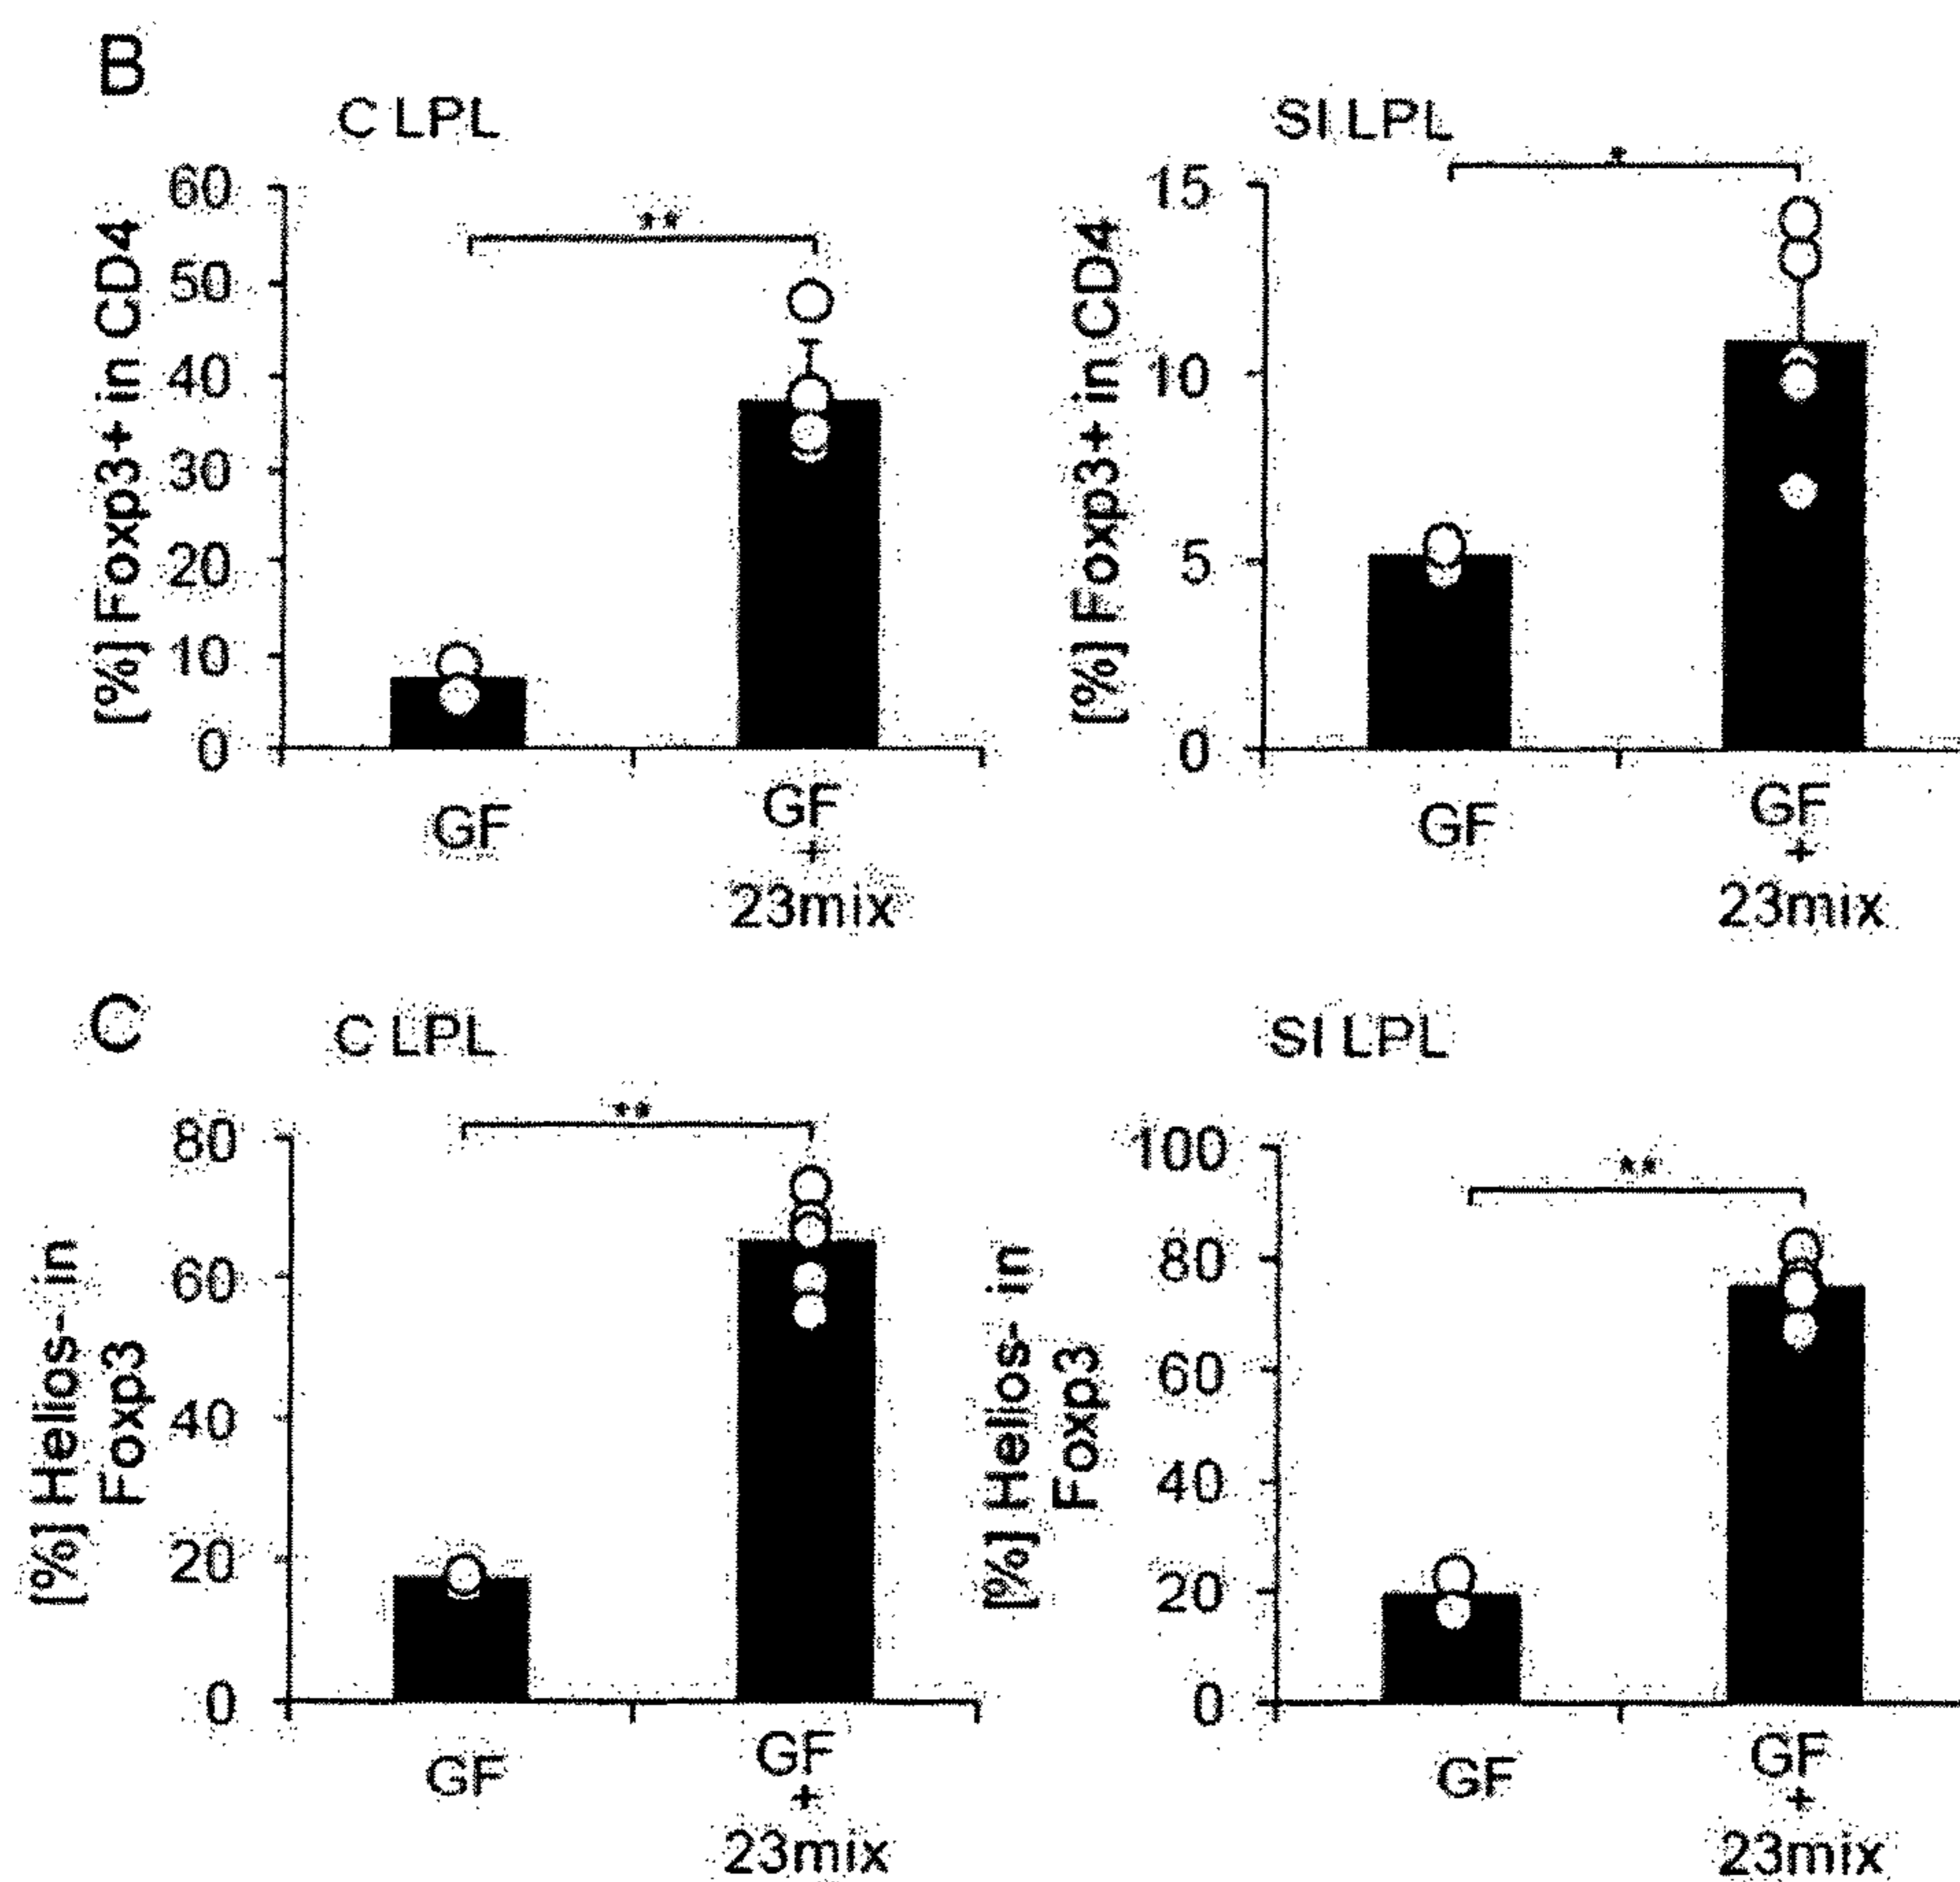 B
C LPL
[%] Foxp3+ in CD4
60
50
40
30
20
10
0
**
GF
GF
+
23mix
SI LPL
[%] Foxp3+ in CD4
15
10
5
0
*
GF
GF
+
23mix
C
C LPL
[%] Helios- in
Foxp3
80
60
40
20
0
**
GF
GF
+
23mix
SI LPL
[%] Helios- in
Foxp3
100
80
60
40
20
0
**
GF
GF
+
23mix